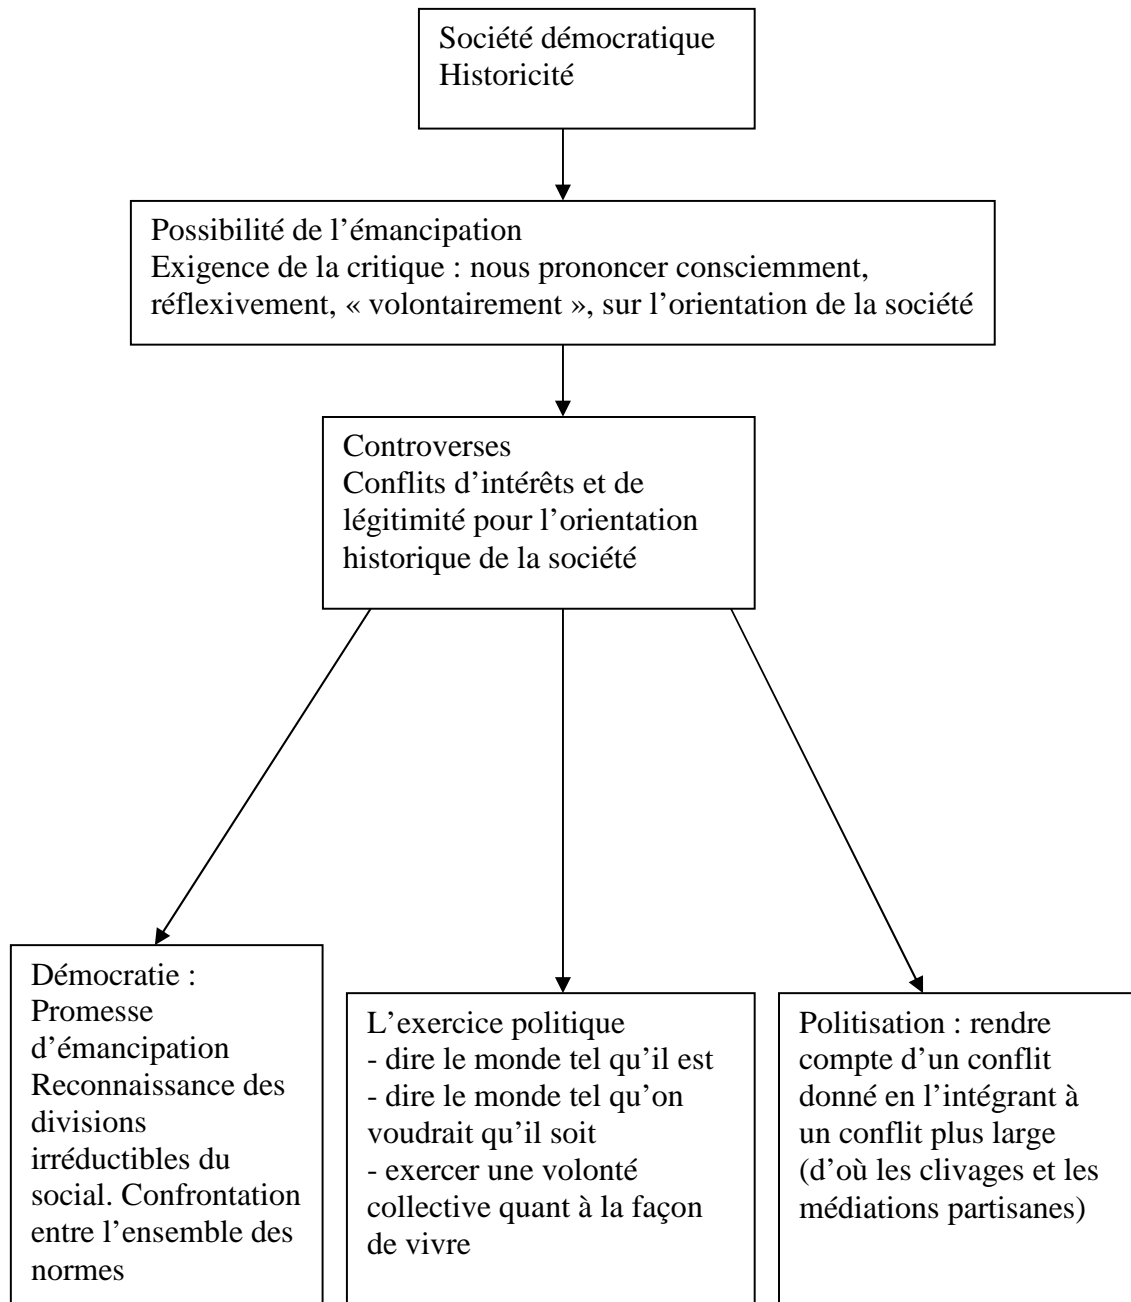 Société démocratique
Historicité
Possibilité de l’émancipation
Exigence de la critique : nous prononcer consciemment,
réflexivement, « volontairement », sur l’orientation de la société
Controverses
Conflits d’intérêts et de
légitimité pour l’orientation
historique de la société
Démocratie :
Promesse
d’émancipation
Reconnaissance des
divisions
irréductibles du
social. Confrontation
entre l’ensemble des
normes
L’exercice politique
- dire le monde tel qu’il est
- dire le monde tel qu’on
voudrait qu’il soit
- exercer une volonté
collective quant à la façon
de vivre
Politisation : rendre
compte d’un conflit
donné en l’intégrant à
un conflit plus large
(d’où les clivages et les
médiations partisanes)